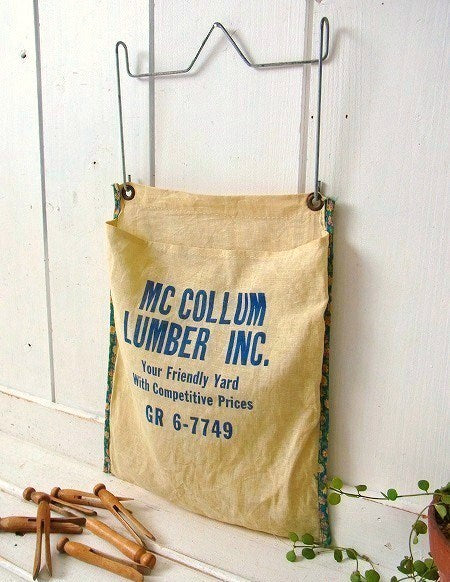 MC COLLUM
LUMBER INC.
Your Friendly Yard
With Competitive Prices
GR 6-7749